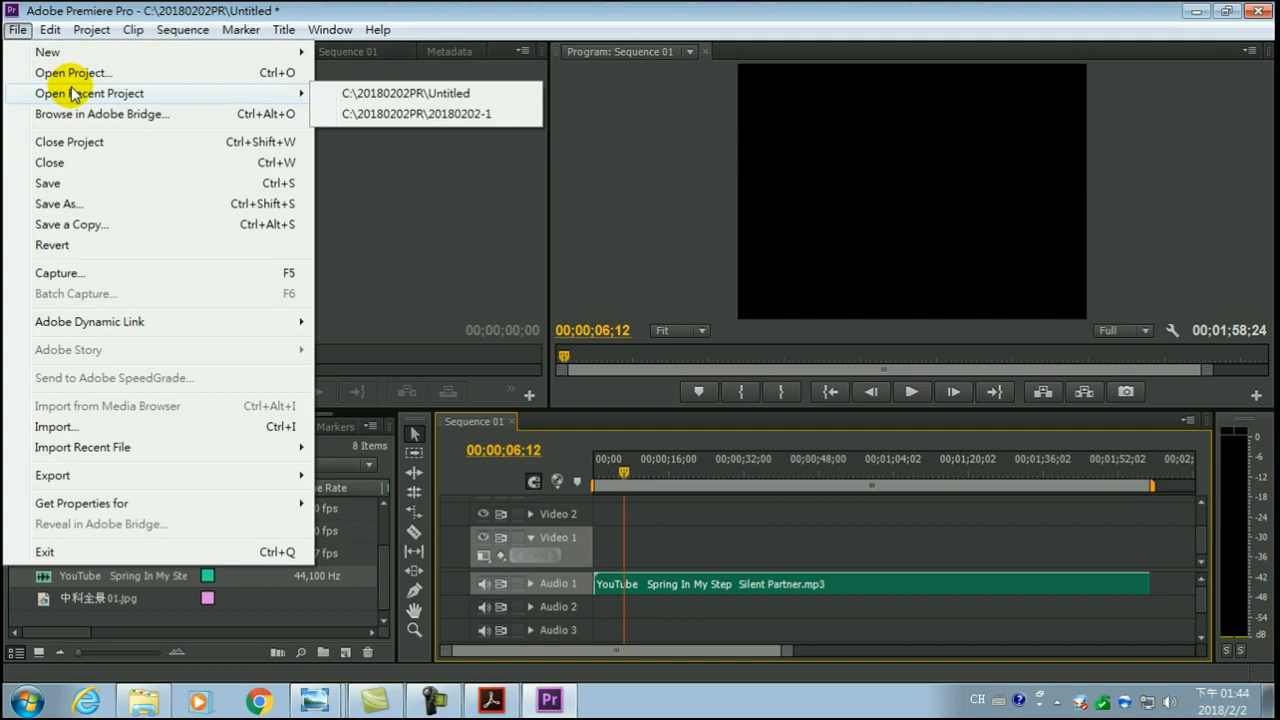 Adobe Premiere Pro - C:\20180202PR\Untitled *
File Edit Project Clip Sequence Marker Title Window Help
New
Open Project... Ctrl+O
Open Recent Project
Browse in Adobe Bridge... Ctrl+Alt+O
Close Project Ctrl+Shift+W
Close Ctrl+W
Save Ctrl+S
Save As... Ctrl+Shift+S
Save a Copy... Ctrl+Alt+S
Revert
Capture... F5
Batch Capture... F6
Adobe Dynamic Link
Adobe Story
Send to Adobe SpeedGrade...
Import from Media Browser Ctrl+Alt+I
Import... Ctrl+I
Import Recent File
Export
Get Properties for
Reveal in Adobe Bridge...
Exit Ctrl+Q
C:\20180202PR\Untitled
C:\20180202PR\20180202-1
Sequence 01 Metadata
00;00;00;00
Program: Sequence 01
00;00;06;12 Fit Full 00;01;58;24
Markers
8 Items
0 fps
0 fps
7 fps
YouTube Spring In My Ste 44,100 Hz
中科全景01.jpg
Sequence 01
00;00;06;12
00;00 00;00;16;00 00;00;32;00 00;00;48;00 00;01;04;02 00;01;20;02 00;01;36;02 00;01;52;02 00;02;
Video 2
Video 1
Audio 1 YouTube Spring In My Step Silent Partner.mp3
Audio 2
Audio 3
0
-6
-12
-18
-24
-30
-36
-42
-48
-54
dB
S S
CH
下午 01:44
2018/2/2